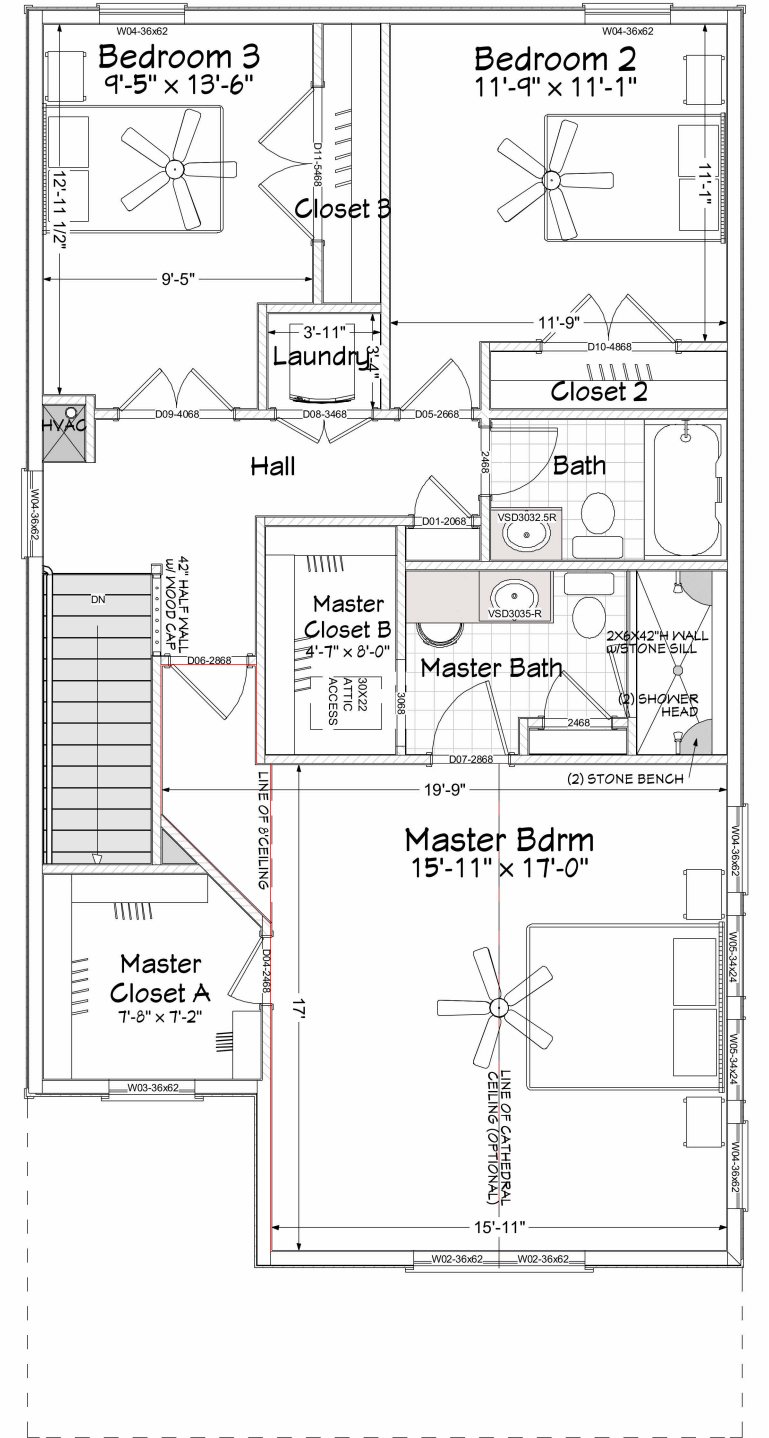 W04-36x62
W04-36x62
Bedroom 3
9'-5" x 13'-6"
Bedroom 2
11'-9" x 11'-1"
D11-5468
12'-11 1/2"
11'-1"
Closet 3
9'-5"
11'-9"
3'-11"
3'-4"
Laundry
D10-4868
Closet 2
D09-4068
D08-3468
D05-2668
HVAC
Hall
2468
Bath
W04-36x62
D01-2068
VSD3032.5R
42" HALF WALL
w/ WOOD CAP
DN
Master
Closet B
4'-7" x 8'-0"
VSD3035-R
2X6X42"H WALL
w/STONE SILL
D06-2868
Master Bath
30X22
ATTIC
ACCESS
3068
(2) SHOWER
HEAD
2468
D07-2868
(2) STONE BENCH
LINE OF 8'CEILING
19'-9"
Master Bdrm
15'-11" x 17'-0"
W04-36x62
D04-2468
W05-34x24
Master
Closet A
7'-8" x 7'-2"
17'
W05-34x24
LINE OF CATHEDRAL
CEILING (OPTIONAL)
W03-36x62
W04-36x62
15'-11"
W02-36x62
W02-36x62